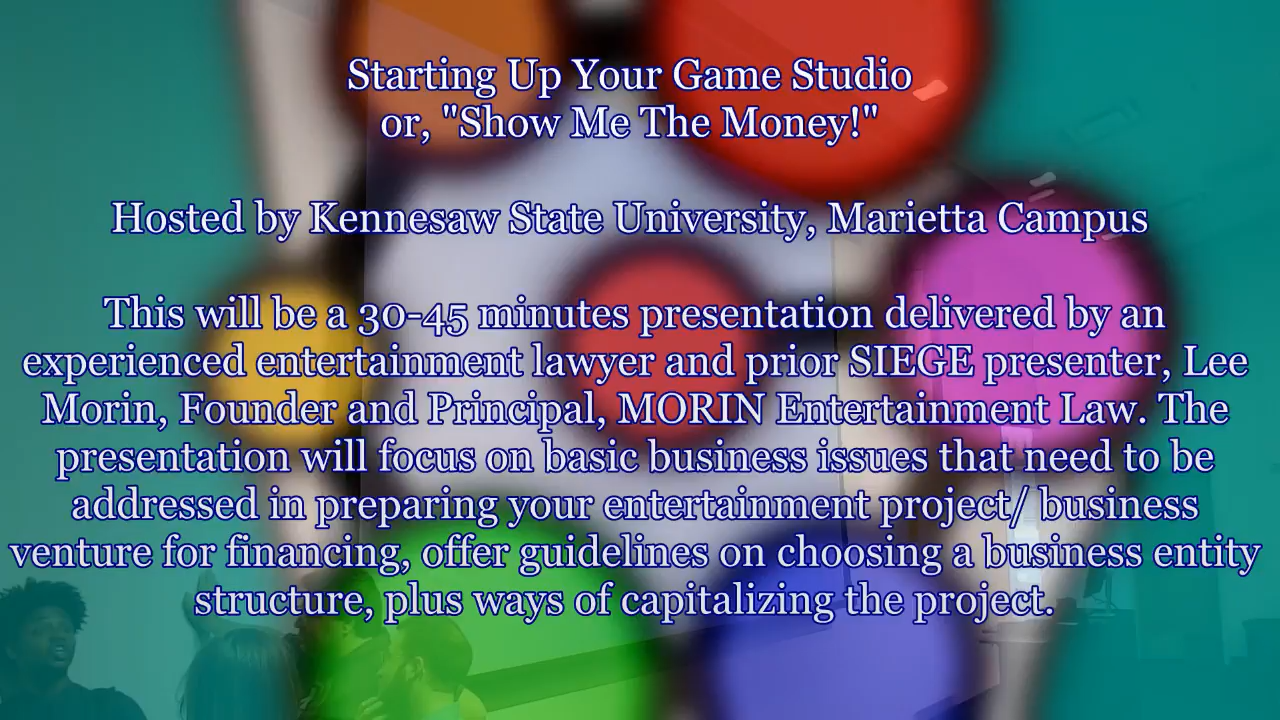 Starting Up Your Game Studio
or, "Show Me The Money!"
Hosted by Kennesaw State University, Marietta Campus
This will be a 30-45 minutes presentation delivered by an
experienced entertainment lawyer and prior SIEGE presenter, Lee
Morin, Founder and Principal, MORIN Entertainment Law. The
presentation will focus on basic business issues that need to be
addressed in preparing your entertainment project/ business
venture for financing, offer guidelines on choosing a business entity
structure, plus ways of capitalizing the project.